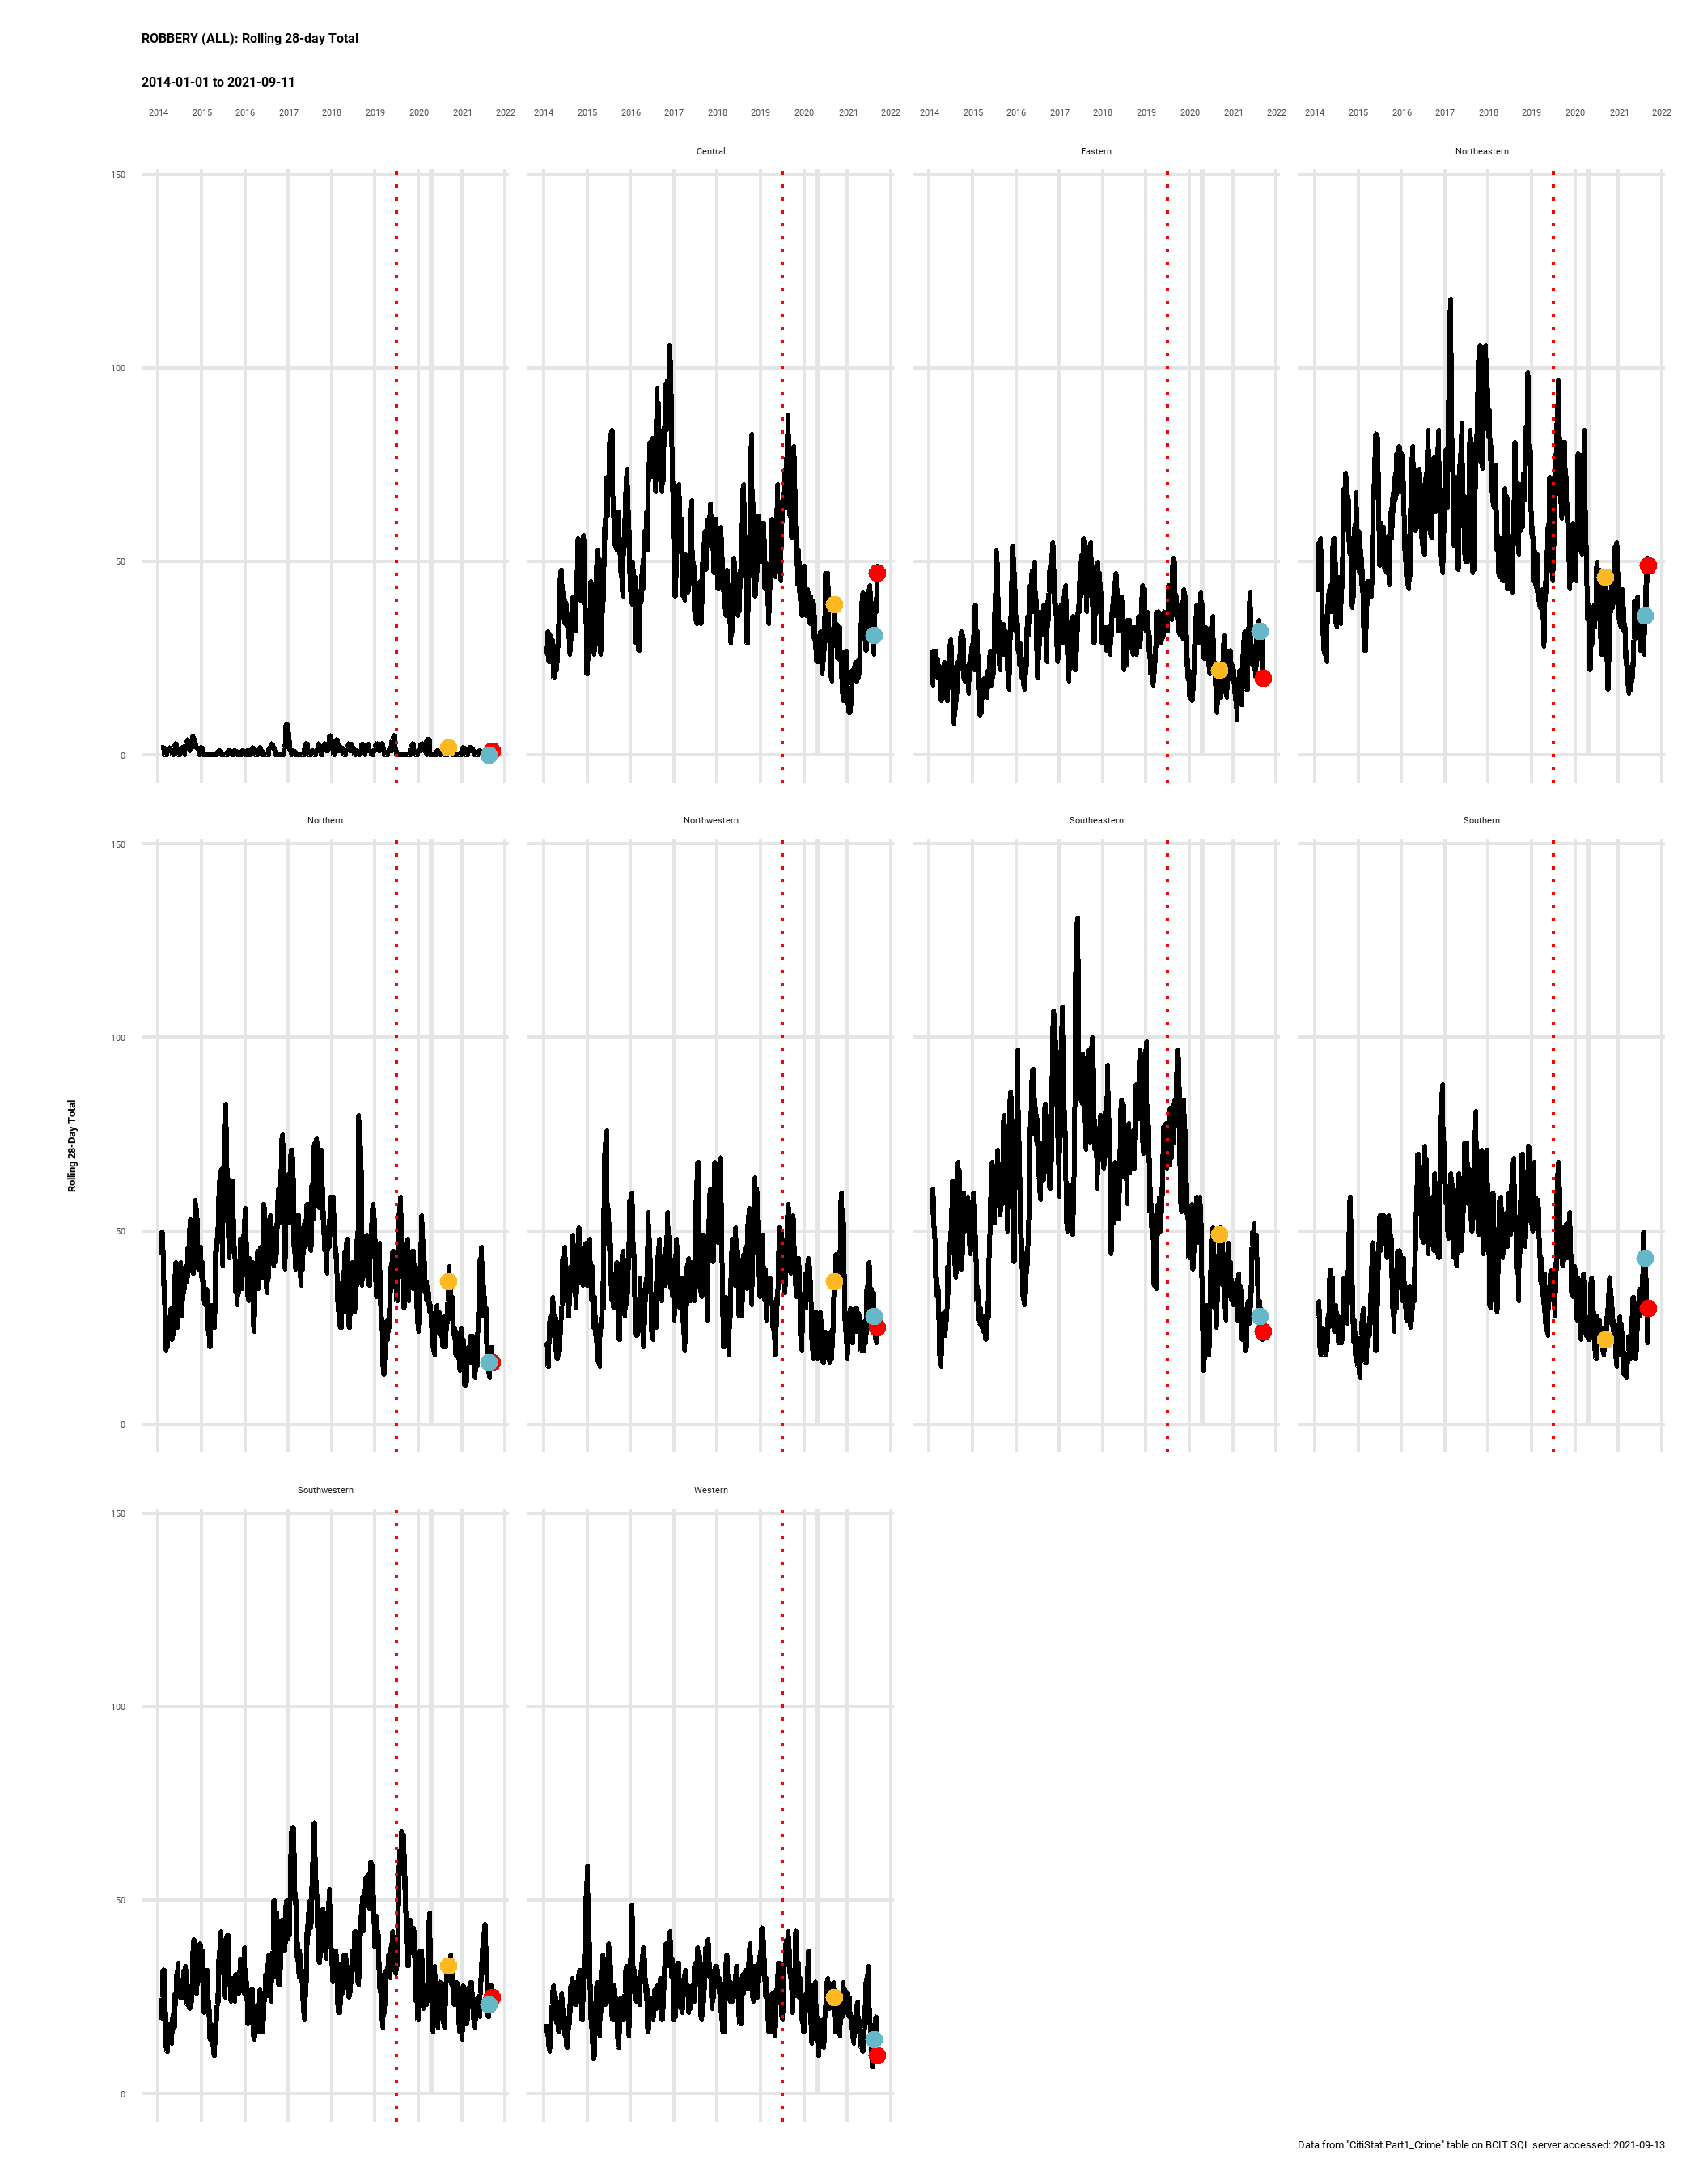 ROBBERY (ALL): Rolling 28-day Total
2014-01-01 to 2021-09-11
2014 2015 2016 2017 2018 2019 2020 2021 2022 2014 2015 2016 2017 2018 2019 2020 2021 2022 2014 2015 2016 2017 2018 2019 2020 2021 2022 2014 2015 2016 2017 2018 2019 2020 2021 2022
Central Eastern Northeastern
150
100
50
0
Northern Northwestern Southeastern Southern
150
100
50
0
Rolling 28-Day Total
Southwestern Western
150
100
50
0
Data from "CitiStat.Part1_Crime" table on BCIT SQL server accessed: 2021-09-13